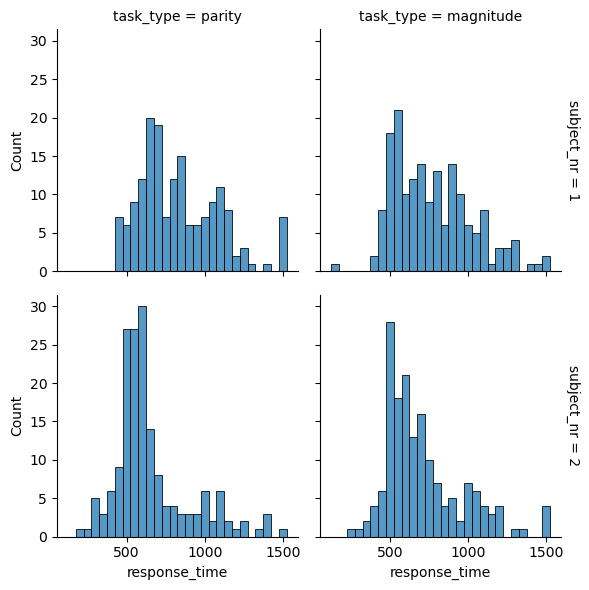 task_type = parity
task_type = magnitude
30
25
20
15
10
5
0
Count
subject_nr = 1
30
25
20
15
10
5
0
Count
subject_nr = 2
500
1000
1500
500
1000
1500
response_time
response_time